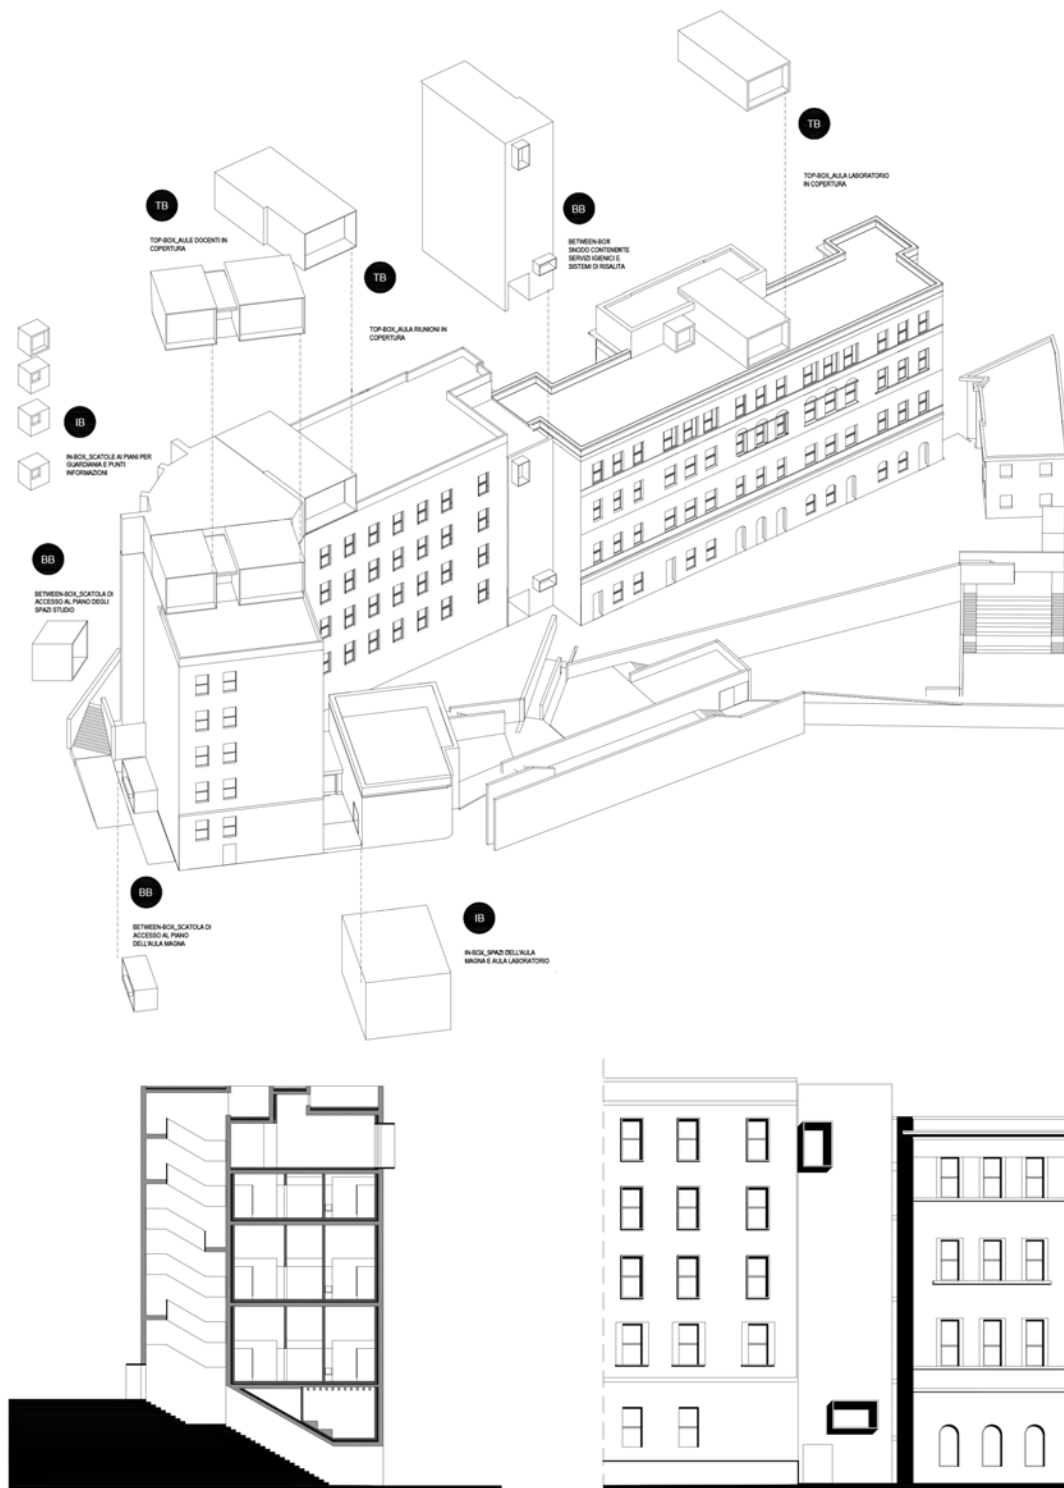 TB
TOP-BOX_AULA LABORATORIO
IN COPERTURA
TB
TOP-BOX_AULE DOCENTI IN
COPERTURA
BB
BETWEEN-BOX
SNODO CONTENENTE
SERVIZI IGIENICI E
SISTEMI DI RISALITA
TB
TOP-BOX_AULA RIUNIONI IN
COPERTURA
IB
IN-BOX_SCATOLE AI PIANI PER
GUARDIANIA E PUNTI
INFORMAZIONI
BB
BETWEEN-BOX_SCATOLA DI
ACCESSO AL PIANO DEGLI
SPAZI STUDIO
BB
BETWEEN-BOX_SCATOLA DI
ACCESSO AL PIANO
DELL'AULA MAGNA
IB
IN-BOX_SPAZI DELL'AULA
MAGNA E AULA LABORATORIO